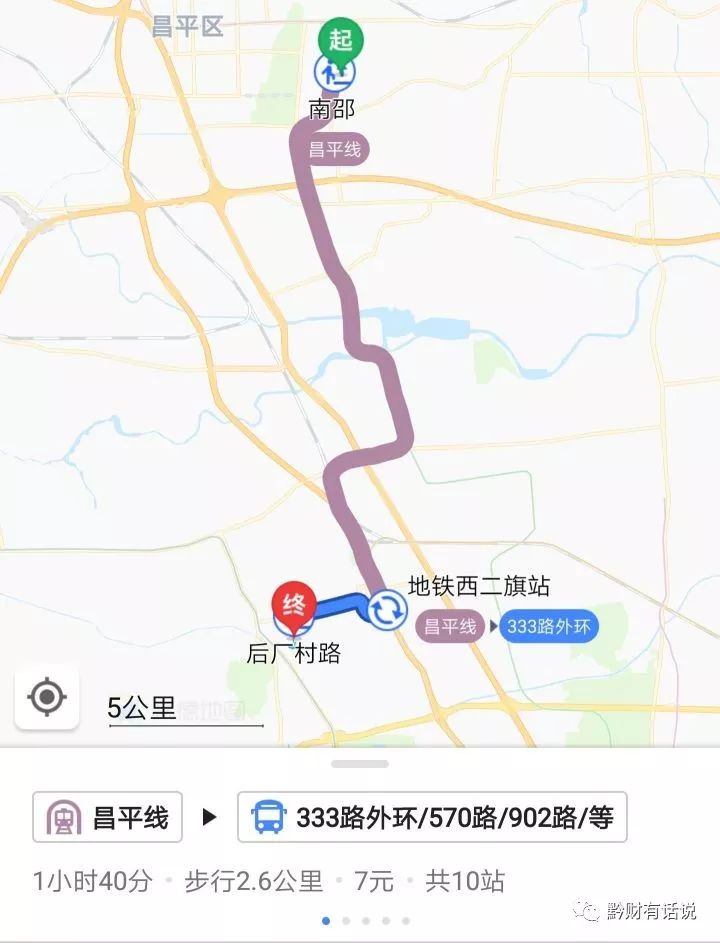 昌平区
起
南邵
昌平线
地铁西二旗站
昌平线 333路外环
终
后厂村路
5公里
昌平线 333路外环/570路/902路/等
1小时40分 · 步行2.6公里 · 7元 · 共10站
黔财有话说